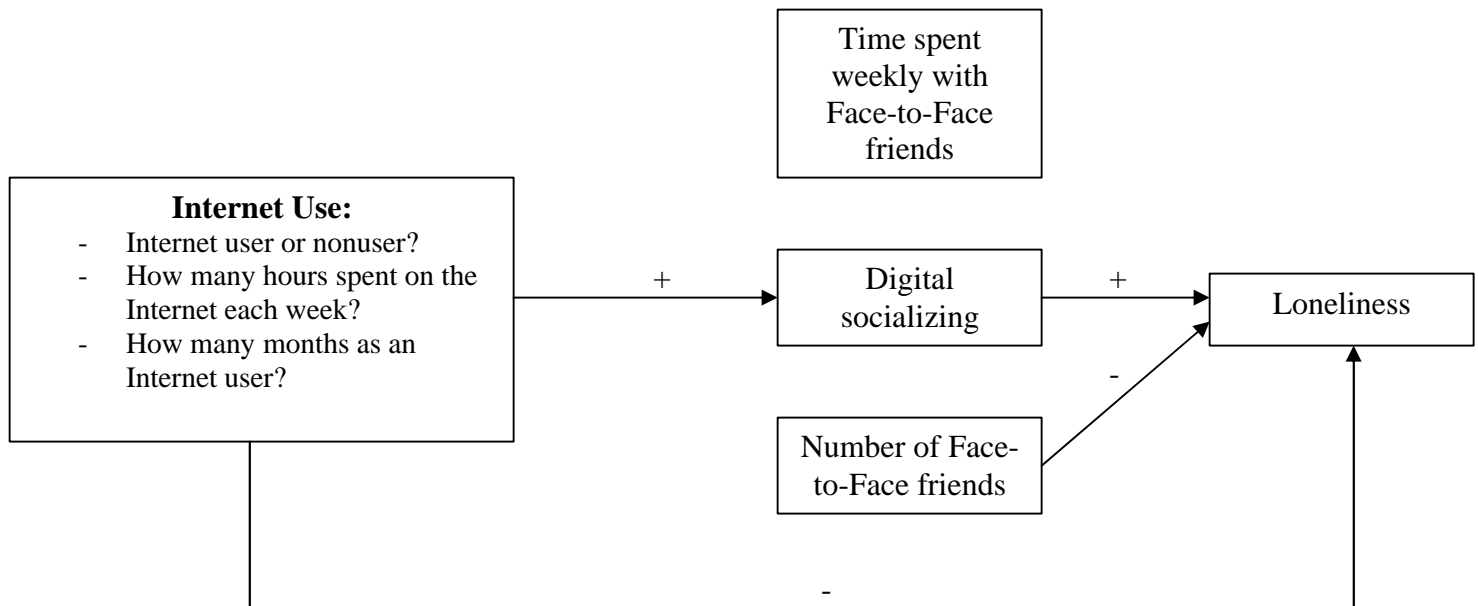 Time spent
weekly with
Face-to-Face
friends
Internet Use:
- Internet user or nonuser?
- How many hours spent on the
Internet each week?
- How many months as an
Internet user?
+
Digital
socializing
+
Loneliness
-
Number of Face-
to-Face friends
-